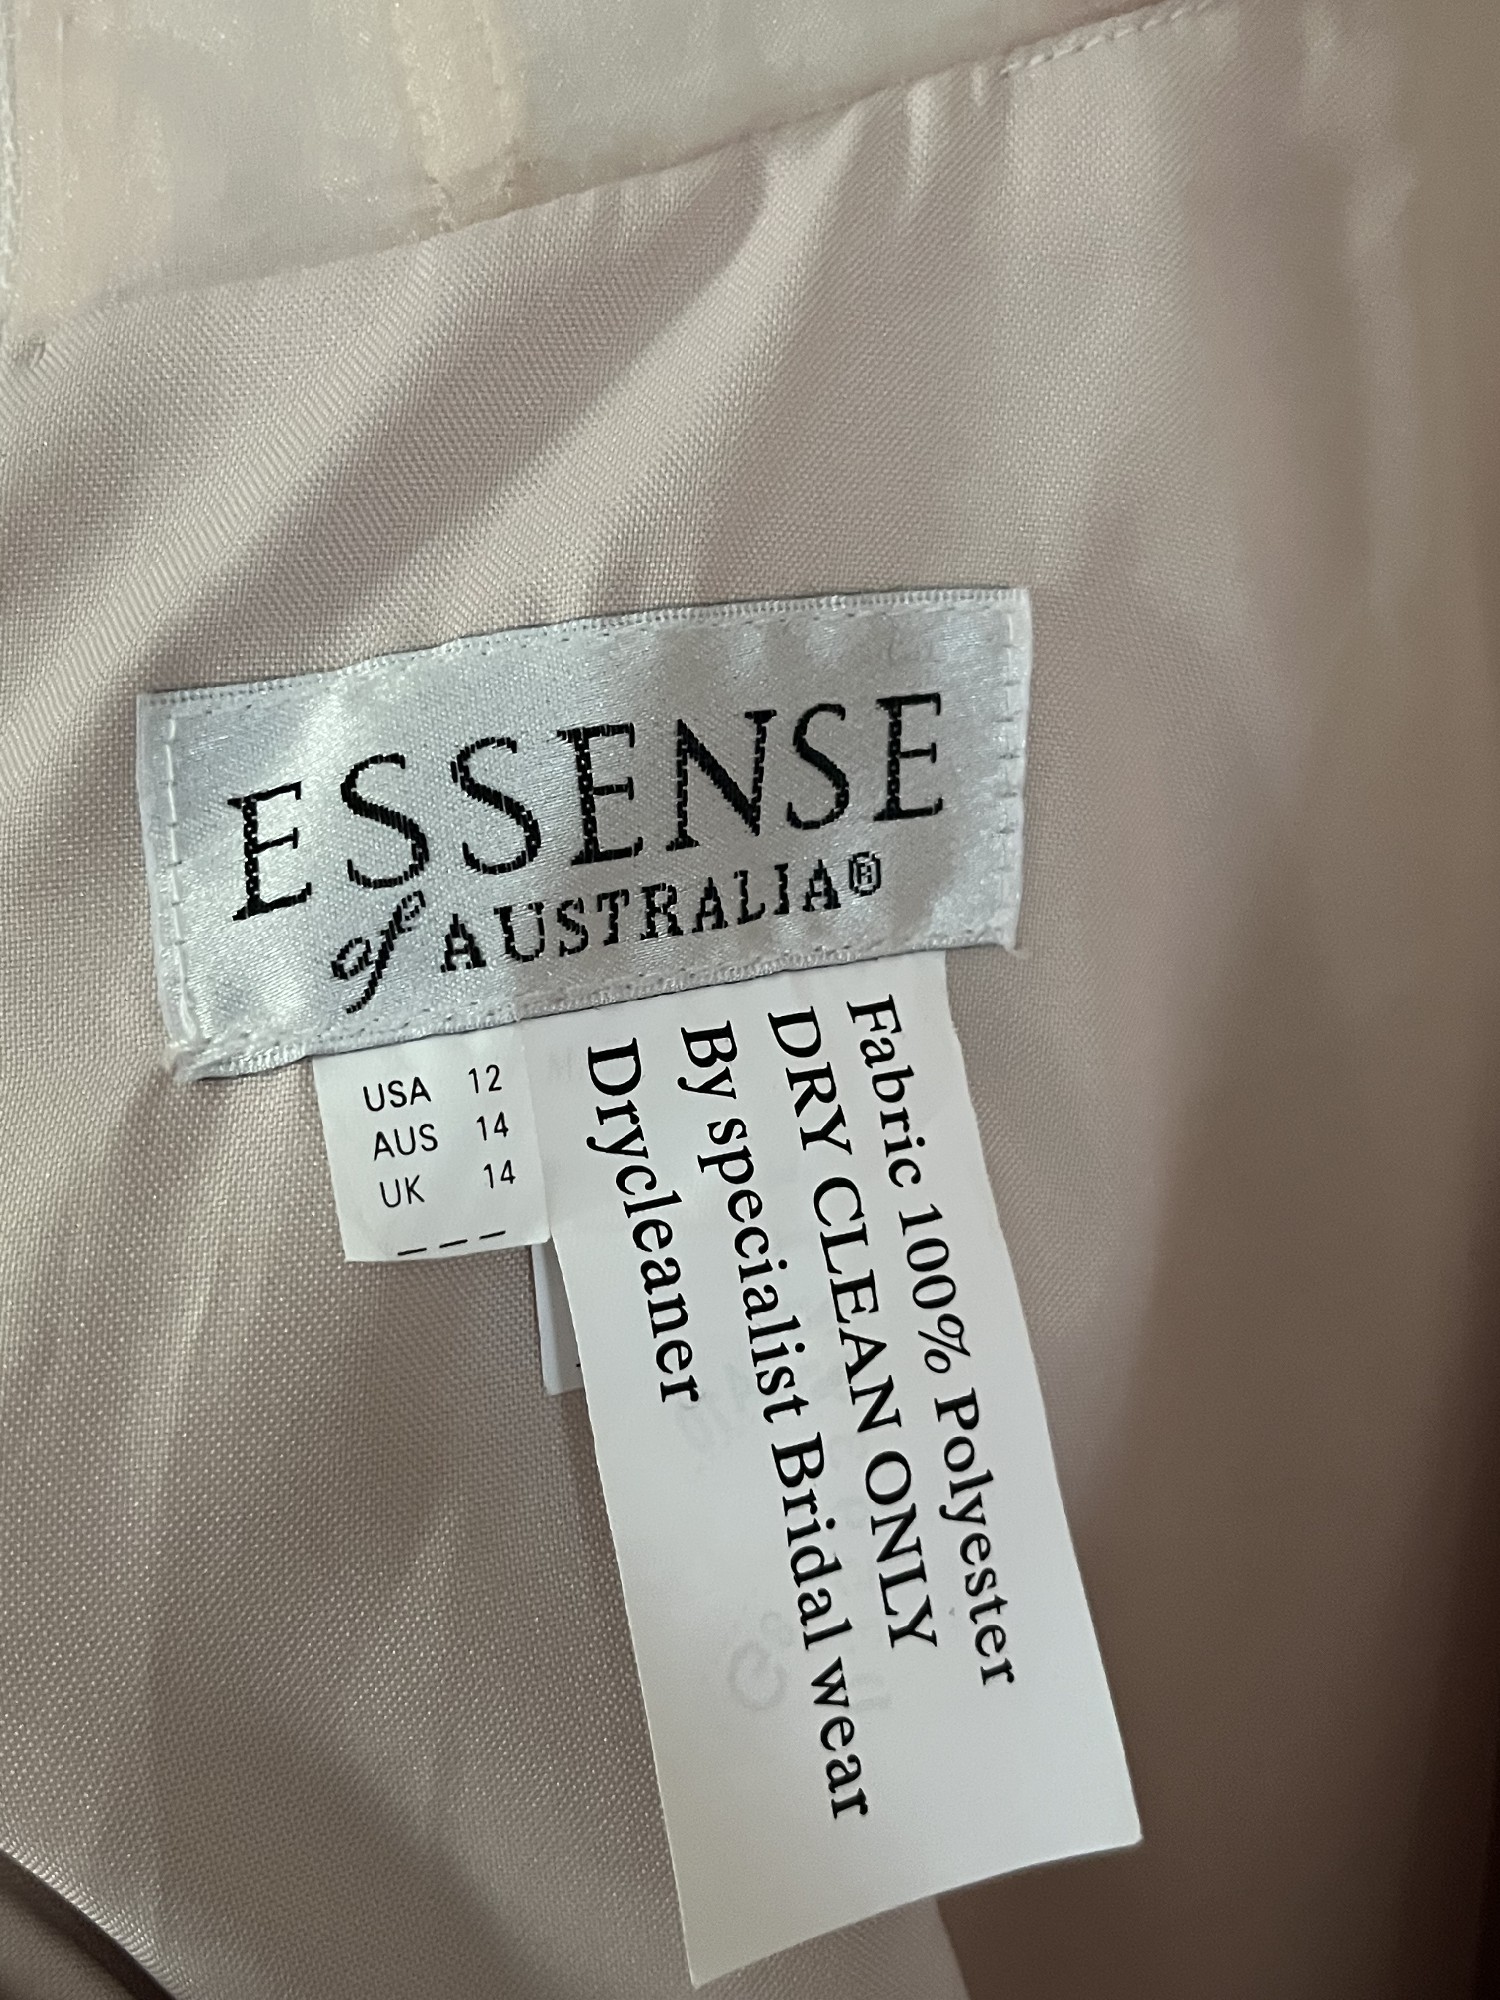 ESSENSE
of AUSTRALIA®
USA 12
AUS 14
UK 14
Fabric 100% Polyester
DRY CLEAN ONLY
By specialist Bridal wear
Drycleaner